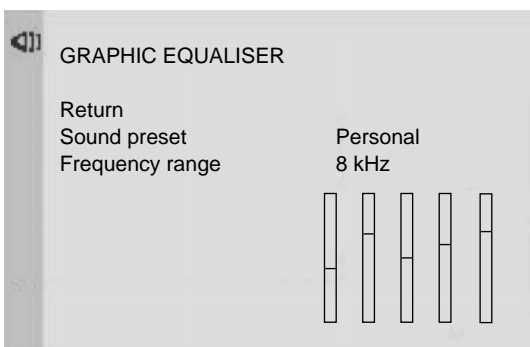 GRAPHIC EQUALISER
Return
Sound preset Personal
Frequency range 8 kHz